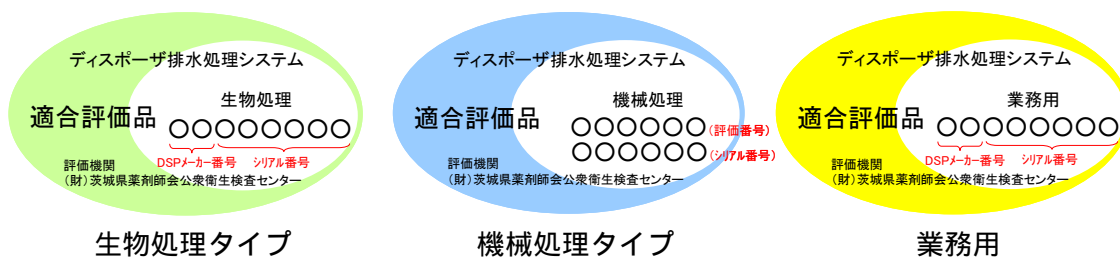 ディスポーザ排水処理システム
生物処理
適合評価品
○○○○○○○○
DSPメーカー番号 シリアル番号
評価機関
(財)茨城県薬剤師会公衆衛生検査センター
生物処理タイプ
ディスポーザ排水処理システム
機械処理
適合評価品
○○○○○○(評価番号)
○○○○○○(シリアル番号)
評価機関
(財)茨城県薬剤師会公衆衛生検査センター
機械処理タイプ
ディスポーザ排水処理システム
業務用
適合評価品
○○○○○○○○
DSPメーカー番号 シリアル番号
評価機関
(財)茨城県薬剤師会公衆衛生検査センター
業務用